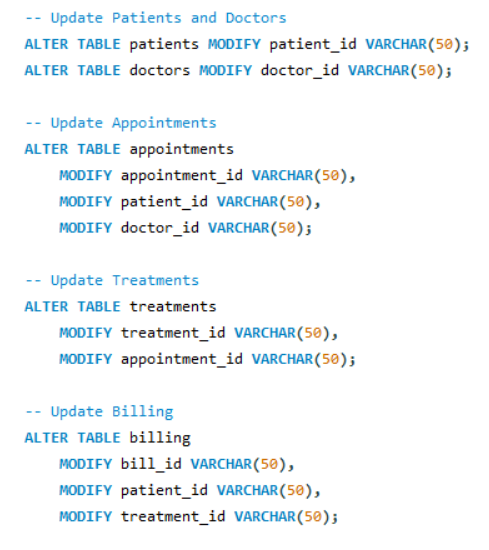 -- Update Patients and Doctors
ALTER TABLE patients MODIFY patient_id VARCHAR(50);
ALTER TABLE doctors MODIFY doctor_id VARCHAR(50);
-- Update Appointments
ALTER TABLE appointments
MODIFY appointment_id VARCHAR(50),
MODIFY patient_id VARCHAR(50),
MODIFY doctor_id VARCHAR(50);
-- Update Treatments
ALTER TABLE treatments
MODIFY treatment_id VARCHAR(50),
MODIFY appointment_id VARCHAR(50);
-- Update Billing
ALTER TABLE billing
MODIFY bill_id VARCHAR(50),
MODIFY patient_id VARCHAR(50),
MODIFY treatment_id VARCHAR(50);